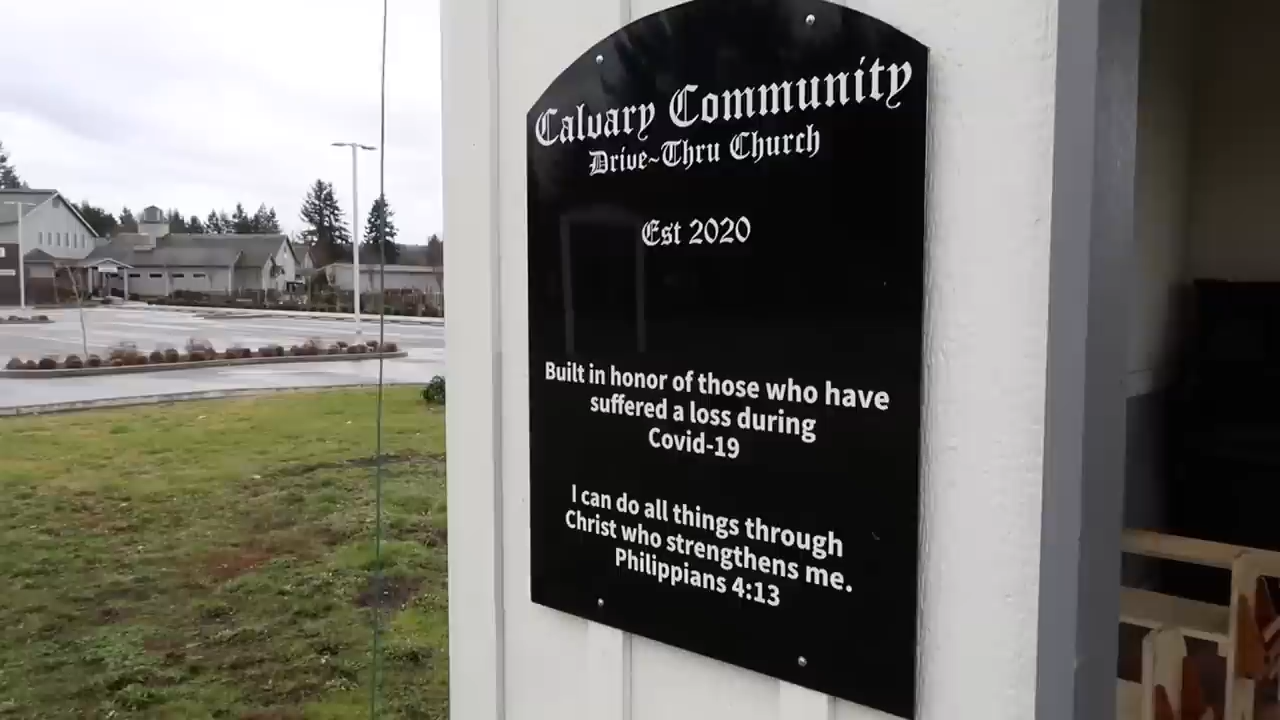 Calvary Community
Drive~Thru Church
Est 2020
Built in honor of those who have
suffered a loss during
Covid-19
I can do all things through
Christ who strengthens me.
Philippians 4:13